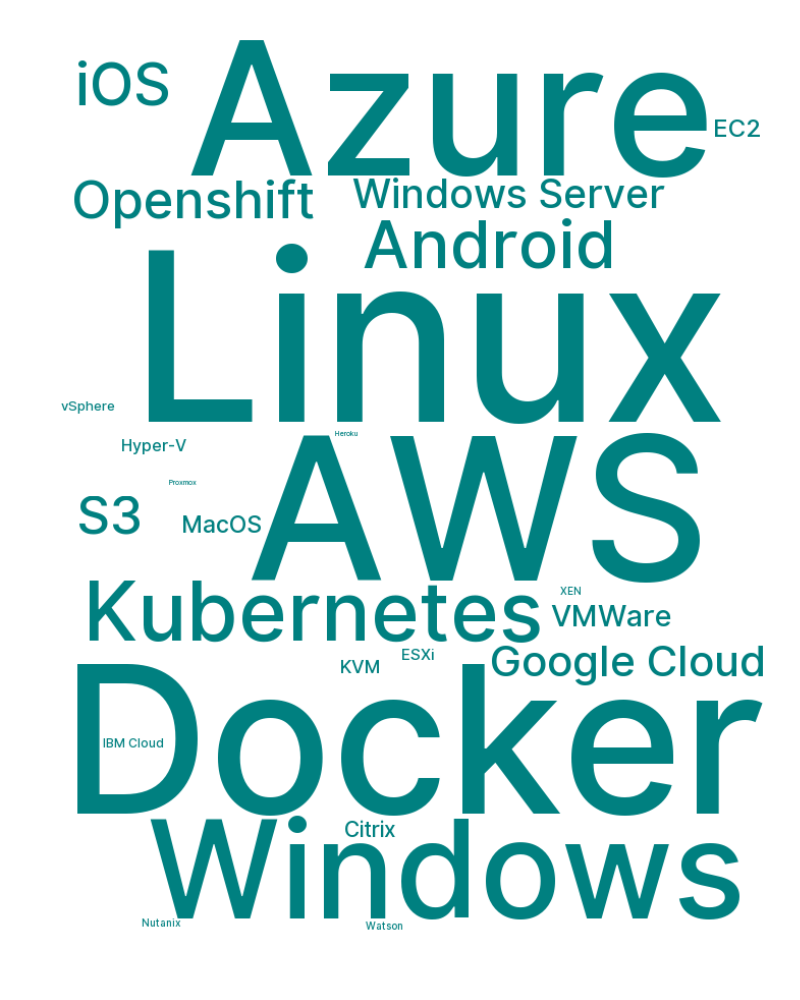 iOS
Azure
EC2
Openshift
Windows Server
Android
Linux
vSphere
Heroku
Hyper-V
AWS
Proxmox
S3
MacOS
Kubernetes
XEN
VMWare
ESXi
KVM
Google Cloud
Docker
IBM Cloud
Citrix
Windows
Nutanix
Watson